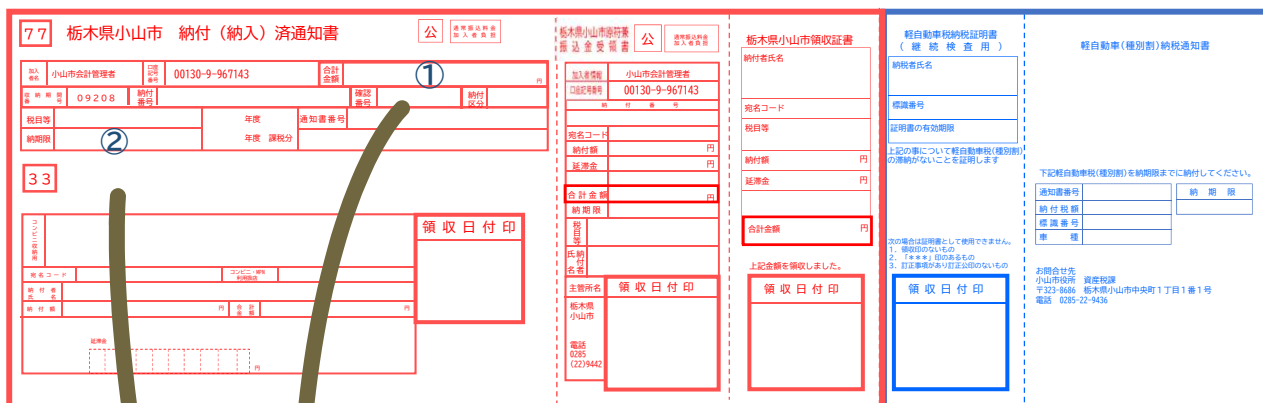 77 栃木県小山市 納付（納入）済通知書
公
通常振込料金
加入者負担
加入
者名
小山市会計管理者
口座
記号
番号
00130-9-967143
合計
金額
①
円
収納機関
番号
09208
納付
番号
確認
番号
納付
区分
税目等
年度
通知書番号
納期限
②
年度 課税分
33
コンビニ収納用
領収日付印
宛名コード
コンビニ・MMK
利用店舗
納付者
氏名
納付額
円
合計
金額
円
延滞金
円
栃木県小山市原符兼
振込金受領書
公
通常振込料金
加入者負担
加入者情報
小山市会計管理者
口座記号番号
00130-9-967143
納付番号
宛名コード
納付額
円
延滞金
円
合計金額
円
納期限
税目等
納付者
氏名
主管所名
領収日付印
栃木県
小山市
電話
0285
(22)9442
栃木県小山市領収証書
納付者氏名
宛名コード
税目等
納付額
円
延滞金
円
合計金額
円
上記金額を領収しました。
領収日付印
軽自動車税納税証明書
（継続検査用）
納税者氏名
標識番号
証明書の有効期限
上記の事について軽自動車税(種別割)
の滞納がないことを証明します
次の場合は証明書として使用できません。
1．領収印のないもの
2．「＊＊＊」印のあるもの
3．訂正事項があり訂正公印のないもの
領収日付印
軽自動車(種別割)納税通知書
下記軽自動車税(種別割)を納期限までに納付してください。
通知書番号
納期限
納付税額
標識番号
車種
お問合せ先
小山市役所 資産税課
〒323-8686 栃木県小山市中央町1丁目1番1号
電話 0285-22-9436